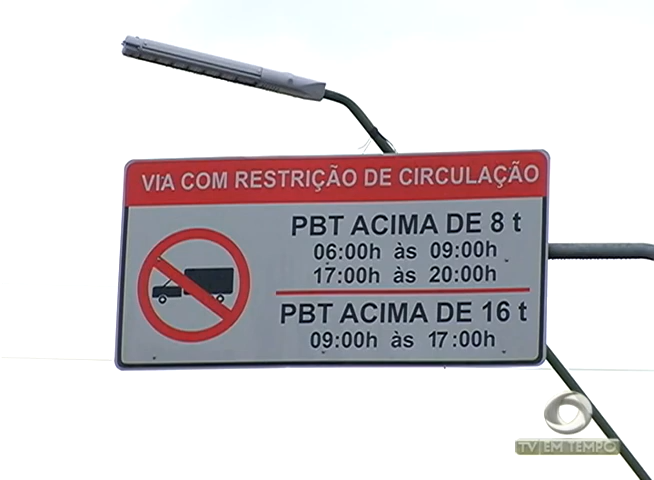 VIA COM RESTRIÇÃO DE CIRCULAÇÃO
PBT ACIMA DE 8 t
06:00h às 09:00h
17:00h às 20:00h
PBT ACIMA DE 16 t
09:00h às 17:00h
TV EM TEMPO